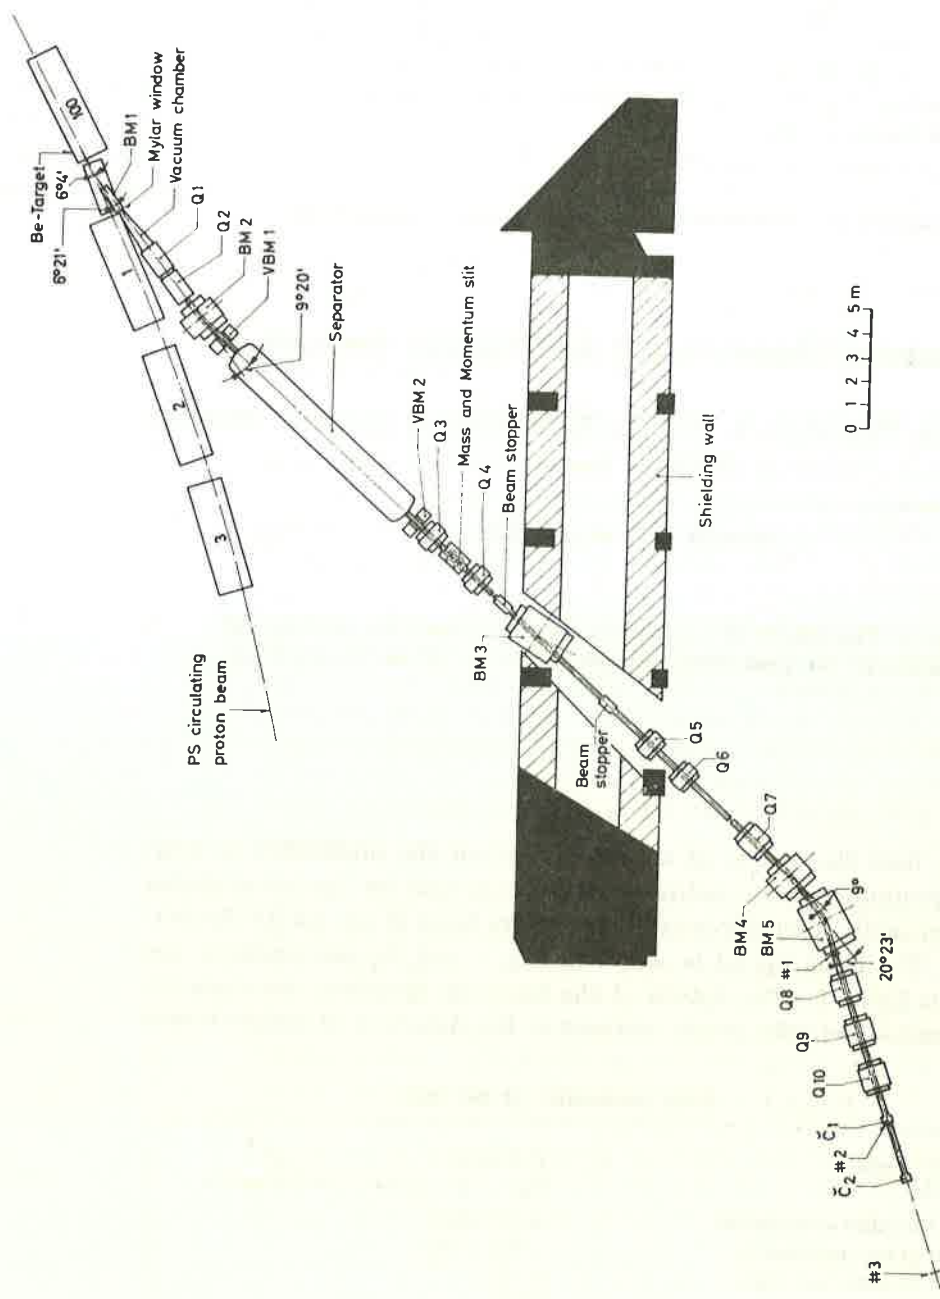 100
Be-Target
6°4'
BM1
Mylar window
Vacuum chamber
6°21'
1
Q1
Q2
BM 2
VBM 1
9°20'
Separator
2
3
VBM 2
Q3
Mass and Momentum slit
Q 4
Beam stopper
BM3
PS circulating
proton beam
Shielding wall
0 1 2 3 4 5 m
Beam
stopper
Q5
Q6
Q7
BM 4
BM 5
9°
#1
20°23'
Q8
Q9
Q10
Č1
#2
Č2
#3